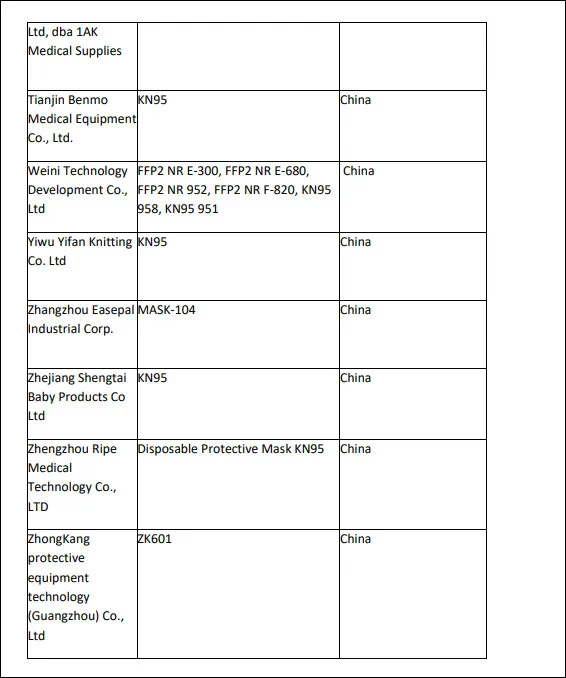 Ltd, dba 1AK
Medical Supplies
Tianjin Benmo KN95 China
Medical Equipment
Co., Ltd.
Weini Technology FFP2 NR E-300, FFP2 NR E-680, China
Development Co., FFP2 NR 952, FFP2 NR F-820, KN95
Ltd 958, KN95 951
Yiwu Yifan Knitting KN95 China
Co. Ltd
Zhangzhou Easepal MASK-104 China
Industrial Corp.
Zhejiang Shengtai KN95 China
Baby Products Co
Ltd
Zhengzhou Ripe Disposable Protective Mask KN95 China
Medical
Technology Co.,
LTD
ZhongKang ZK601 China
protective
equipment
technology
(Guangzhou) Co.,
Ltd